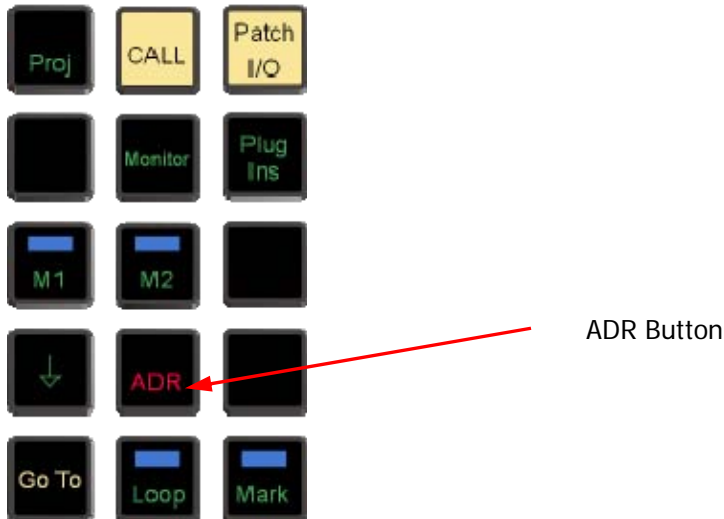 Proj
CALL
Patch
I/O
Monitor
Plug
Ins
M1
M2
ADR
ADR Button
Go To
Loop
Mark